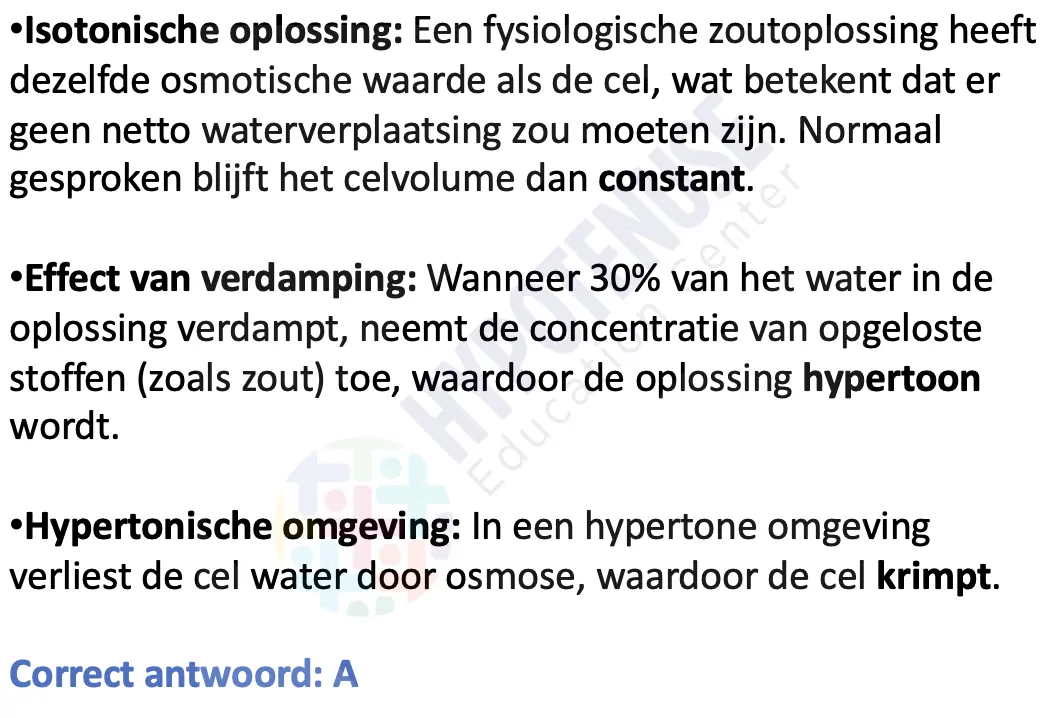 •Isotonische oplossing: Een fysiologische zoutoplossing heeft
dezelfde osmotische waarde als de cel, wat betekent dat er
geen netto waterverplaatsing zou moeten zijn. Normaal
gesproken blijft het celvolume dan constant.
•Effect van verdamping: Wanneer 30% van het water in de
oplossing verdampt, neemt de concentratie van opgeloste
stoffen (zoals zout) toe, waardoor de oplossing hypertoon
wordt.
•Hypertonische omgeving: In een hypertone omgeving
verliest de cel water door osmose, waardoor de cel krimpt.
Correct antwoord: A
HYPOTENUSE
Education Center